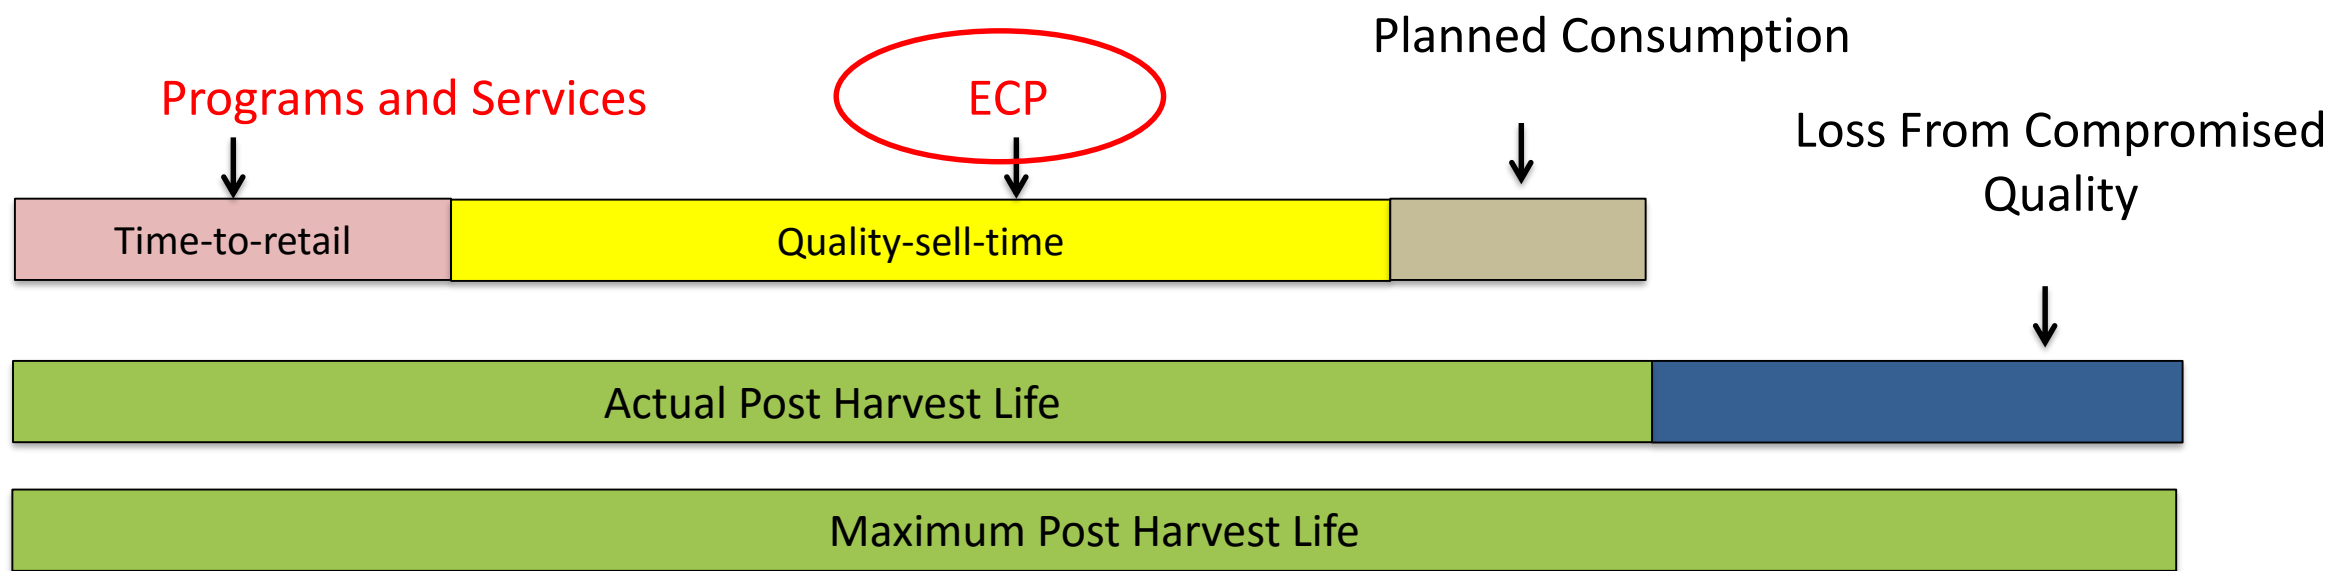 Planned Consumption
Programs and Services
ECP
Loss From Compromised
Quality
Time-to-retail
Quality-sell-time
Actual Post Harvest Life
Maximum Post Harvest Life